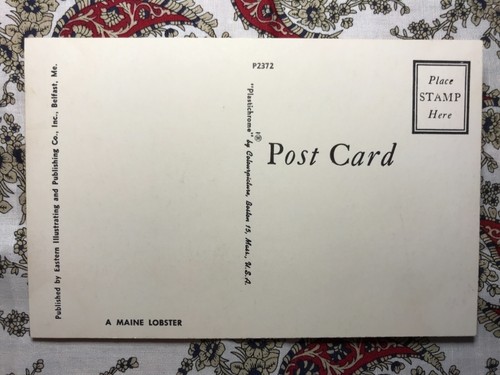 Published by Eastern Illustrating and Publishing Co., Inc., Belfast, Me.
A MAINE LOBSTER
P2372
"Plastichrome" ® by Colourpicture, Boston 15, Mass., U.S.A.
Post Card
Place
STAMP
Here